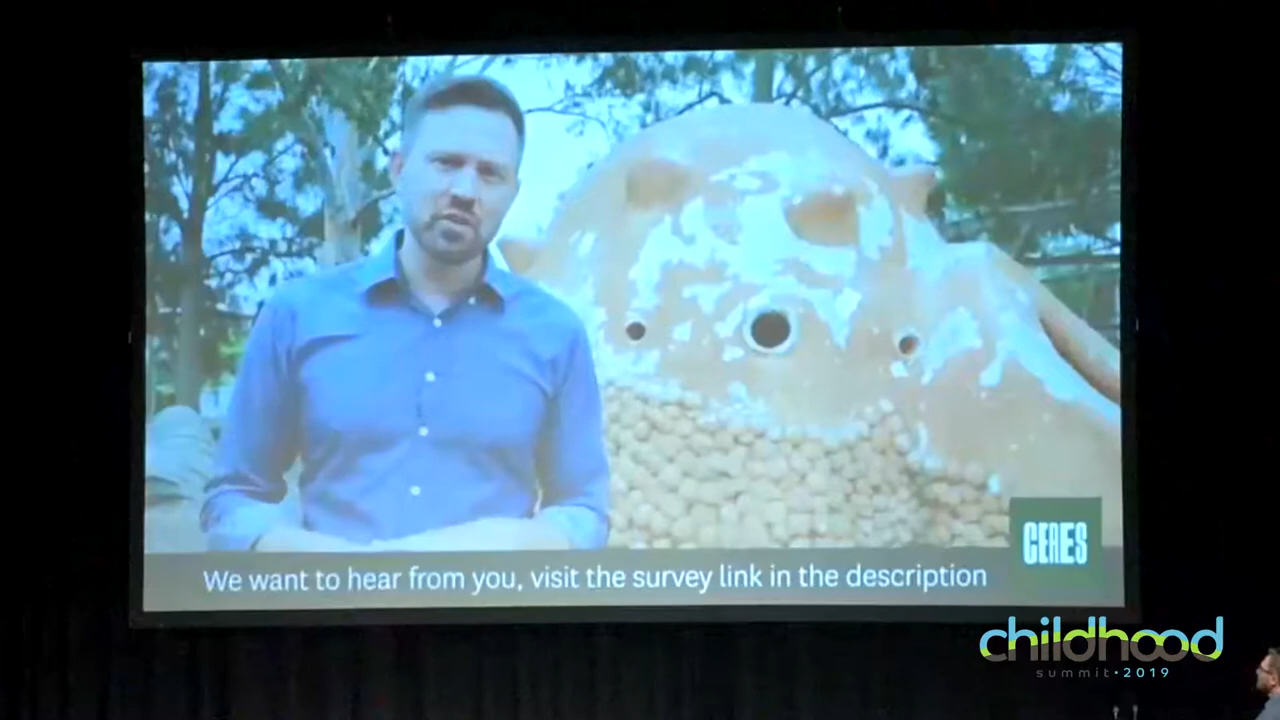 CERES
We want to hear from you, visit the survey link in the description
childhood
summit•2019